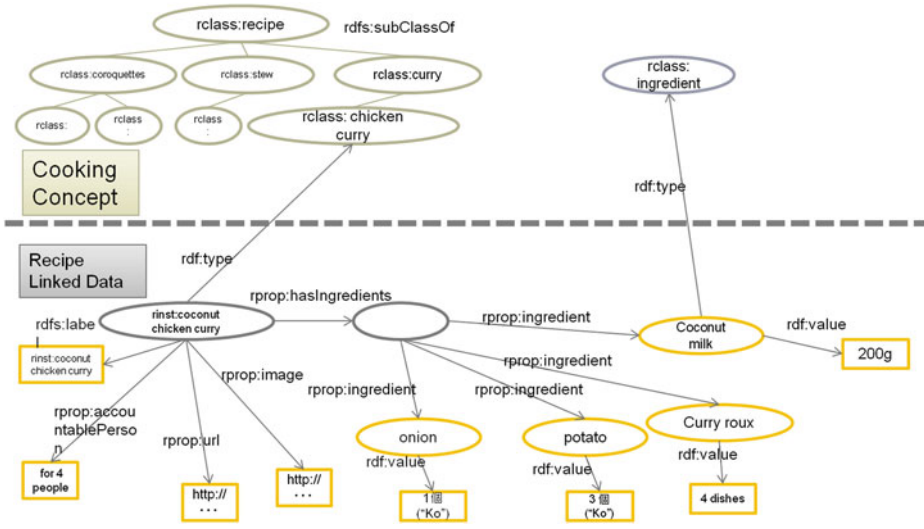 rclass:recipe
rdfs:subClassOf
rclass:coroquettes
rclass:stew
rclass:curry
rclass:
ingredient
rclass:
rclass
:
rclass
:
rclass: chicken
curry
Cooking
Concept
rdf:type
rdf:type
Recipe
Linked Data
rprop:hasIngredients
rinst:coconut
chicken curry
rprop:ingredient
Coconut
milk
rdf:value
200g
rdfs:labe
l
rinst:coconut
chicken curry
rprop:image
rprop:ingredient
rprop:ingredient
rprop:ingredient
rprop:accou
ntablePerso
n
rprop:url
onion
potato
Curry roux
rdf:value
rdf:value
rdf:value
for 4
people
http://
・・・
http://
・・・
1個
("Ko")
3個
("Ko")
4 dishes